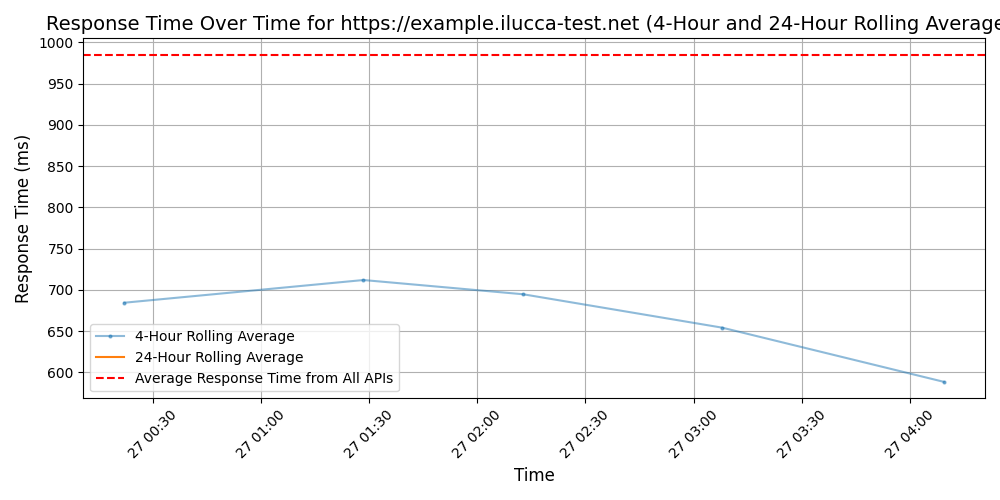 Response Time Over Time for https://example.ilucca-test.net (4-Hour and 24-Hour Rolling Average
1000
950
900
850
800
750
700
650
600
Response Time (ms)
4-Hour Rolling Average
24-Hour Rolling Average
Average Response Time from All APIs
27 00:30
27 01:00
27 01:30
27 02:00
27 02:30
27 03:00
27 03:30
27 04:00
Time